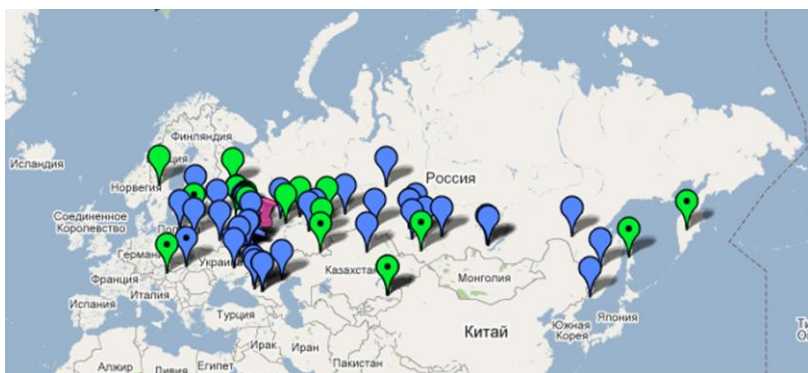 Исландия
Финляндия
Норвегия
Россия
Соединенное
Королевство
Украина
Франция
Казахстан
Монголия
Италия
Испания
Турция
Китай
Южная
Корея
Япония
Ирак
Иран
Алжир
Ливия
Египет
Пакистан